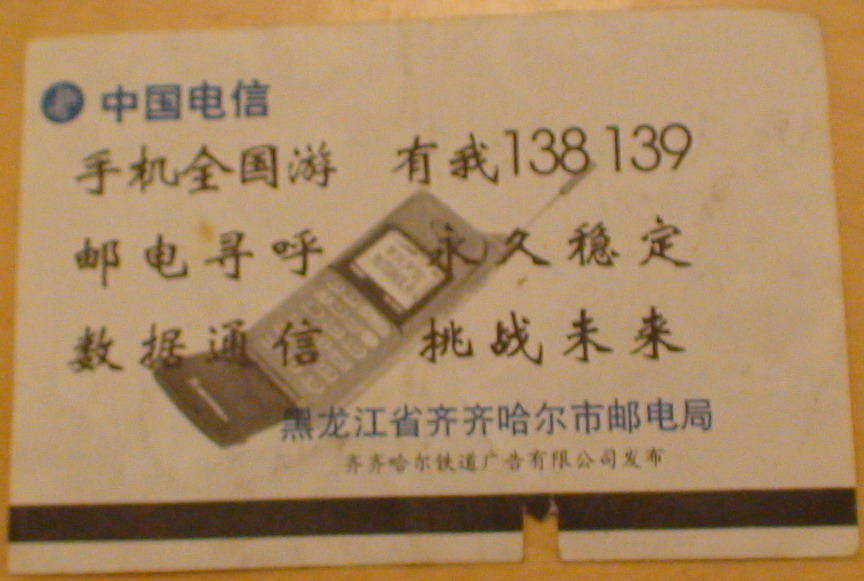 中国电信
手机全国游 有我138 139
邮电寻呼 永久稳定
数据通信 挑战未来
黑龙江省齐齐哈尔市邮电局
齐齐哈尔铁道广告有限公司发布